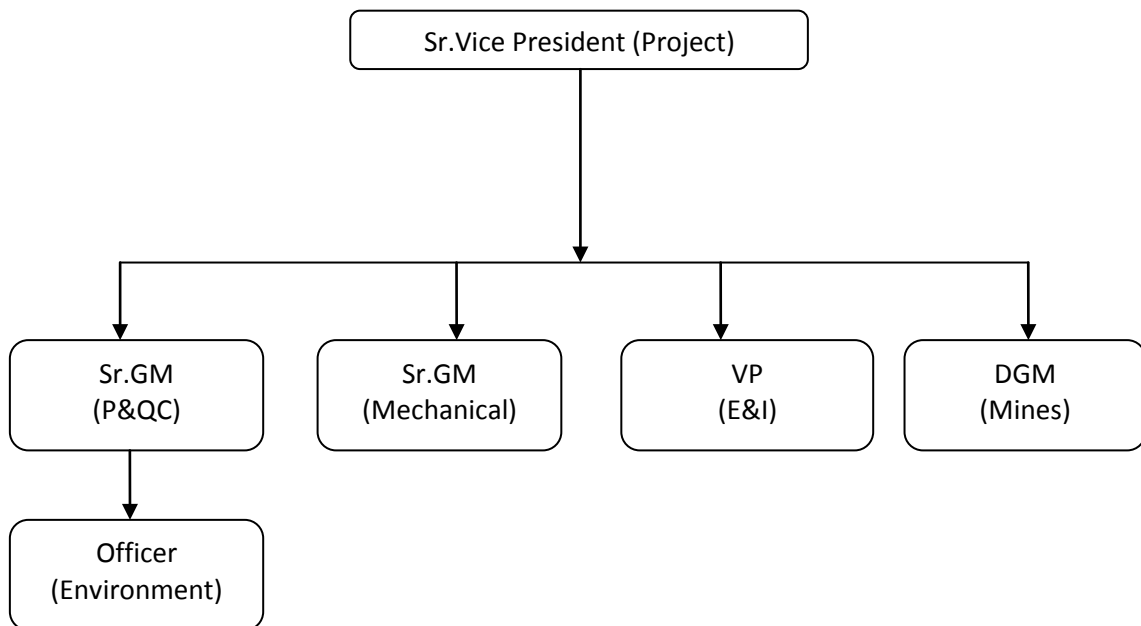 Sr.Vice President (Project)
Sr.GM
(P&QC)
Sr.GM
(Mechanical)
VP
(E&I)
DGM
(Mines)
Officer
(Environment)